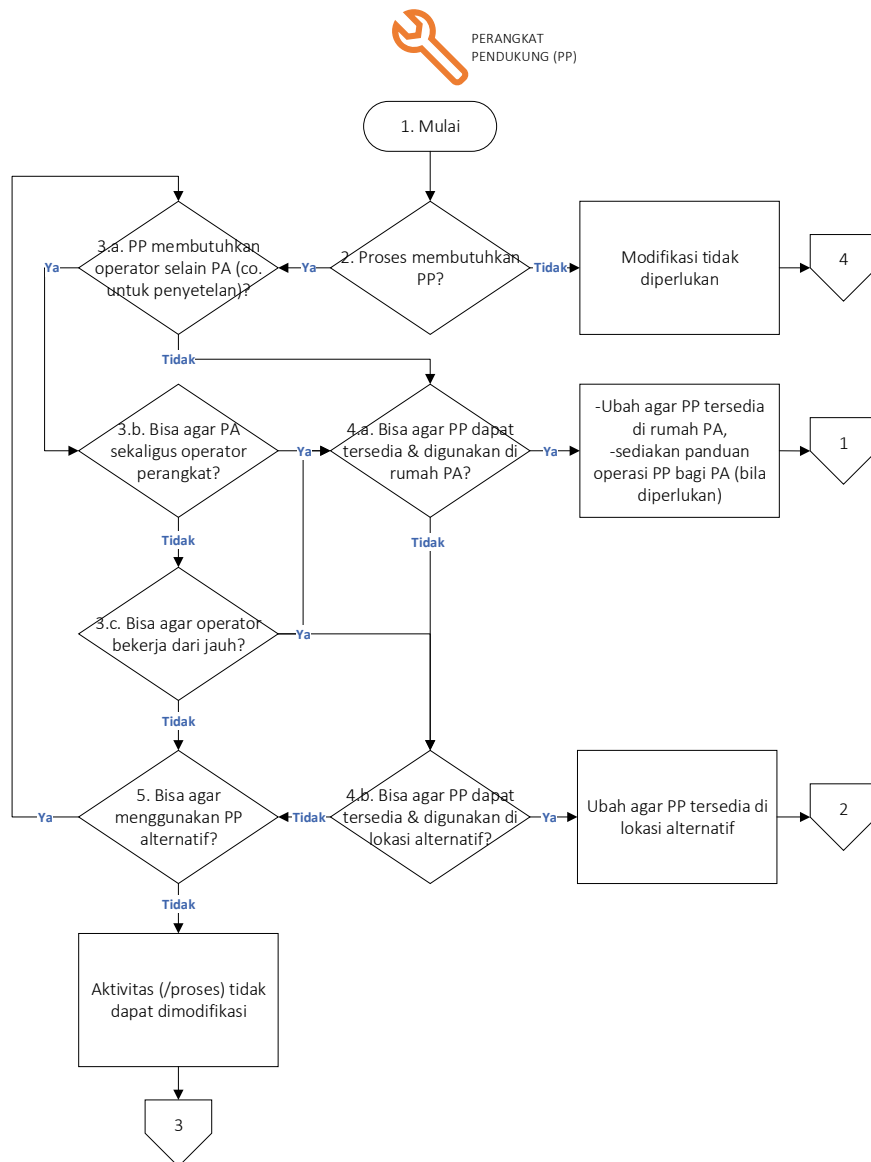 PERANGKAT
PENDUKUNG (PP)
1. Mulai
3.a. PP membutuhkan
operator selain PA (co.
untuk penyetelan)?
Ya
2. Proses membutuhkan
PP?
Ya
Tidak
Modifikasi tidak
diperlukan
4
Tidak
3.b. Bisa agar PA
sekaligus operator
perangkat?
Ya
4.a. Bisa agar PP dapat
tersedia & digunakan di
rumah PA?
Ya
-Ubah agar PP tersedia
di rumah PA,
-sediakan panduan
operasi PP bagi PA (bila
diperlukan)
1
Tidak
Tidak
3.c. Bisa agar operator
bekerja dari jauh?
Ya
Tidak
5. Bisa agar
menggunakan PP
alternatif?
Ya
Tidak
4.b. Bisa agar PP dapat
tersedia & digunakan di
lokasi alternatif?
Ya
Ubah agar PP tersedia di
lokasi alternatif
2
Tidak
Aktivitas (/proses) tidak
dapat dimodifikasi
3